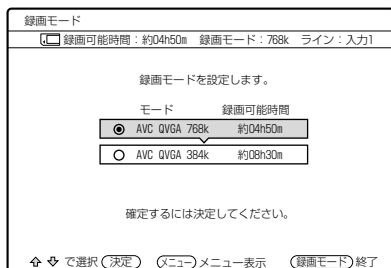 録画モード
録画可能時間：約04h50m 録画モード：768k ライン：入力1
録画モードを設定します。
モード 録画可能時間
AVC QVGA 768k 約04h50m
AVC QVGA 384k 約08h30m
確定するには決定してください。
で選択 決定 メニュー メニュー表示 録画モード 終了